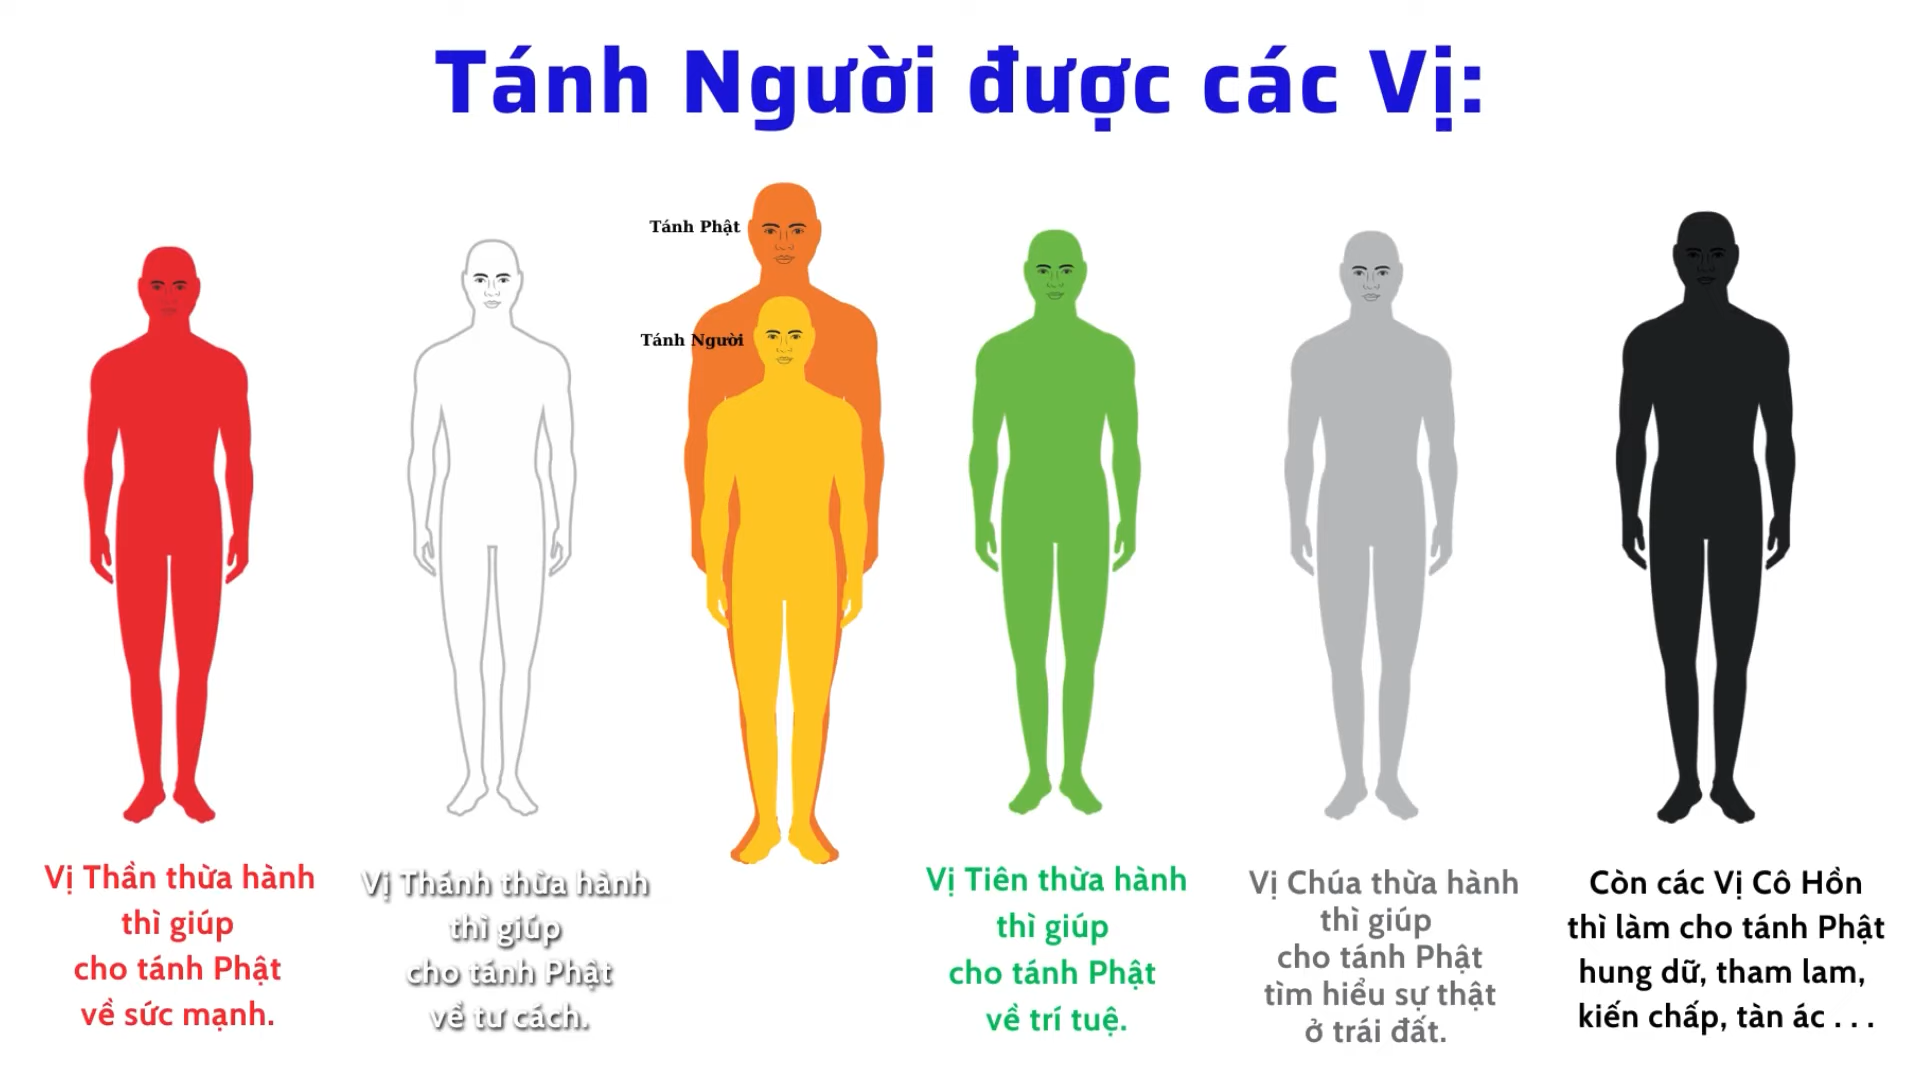 Tánh Người được các Vị:
Tánh Phật
Tánh Người
Vị Thần thừa hành
thì giúp
cho tánh Phật
về sức mạnh.
Vị Thánh thừa hành
thì giúp
cho tánh Phật
về tư cách.
Vị Tiên thừa hành
thì giúp
cho tánh Phật
về trí tuệ.
Vị Chúa thừa hành
thì giúp
cho tánh Phật
tìm hiểu sự thật
ở trái đất.
Còn các Vị Cô Hồn
thì làm cho tánh Phật
hung dữ, tham lam,
kiến chấp, tàn ác . . .